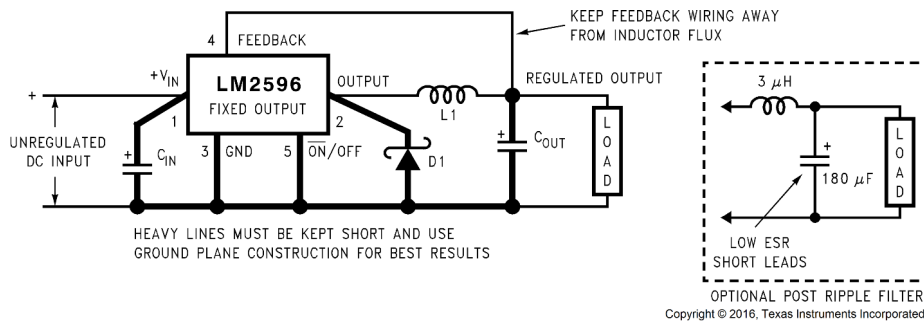 KEEP FEEDBACK WIRING AWAY
FROM INDUCTOR FLUX
4 FEEDBACK
+VIN
LM2596
FIXED OUTPUT
OUTPUT
REGULATED OUTPUT
+
1
2
L1
UNREGULATED
DC INPUT
+
CIN
3 GND
5 ON/OFF
D1
+
COUT
LOAD
HEAVY LINES MUST BE KEPT SHORT AND USE
GROUND PLANE CONSTRUCTION FOR BEST RESULTS
3 μH
+
180 μF
LOAD
LOW ESR
SHORT LEADS
OPTIONAL POST RIPPLE FILTER
Copyright © 2016, Texas Instruments Incorporated